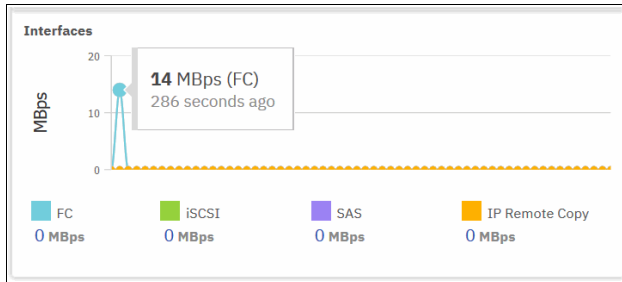 Interfaces
20
14 MBps (FC)
286 seconds ago
MBps
10
0
FC
iSCSI
SAS
IP Remote Copy
0 MBps
0 MBps
0 MBps
0 MBps